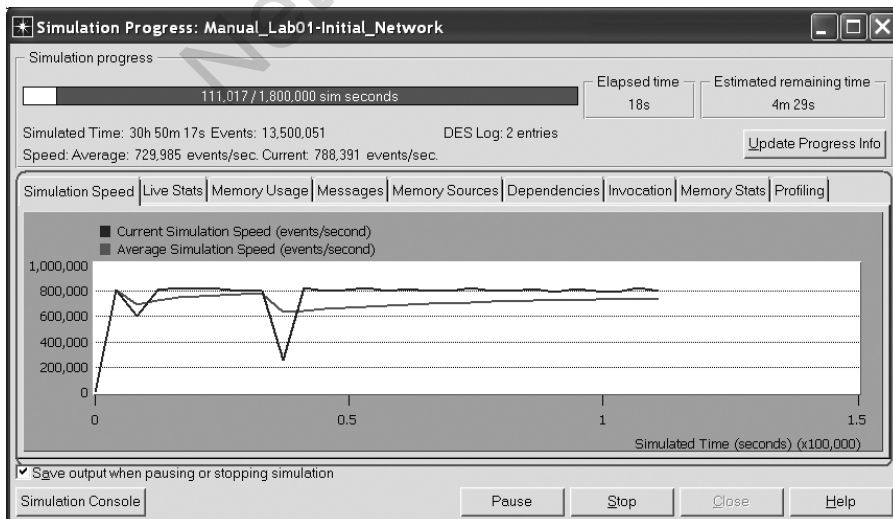 Simulation Progress: Manual_Lab01-Initial_Network
Simulation progress
111,017 / 1,800,000 sim seconds
Elapsed time
18s
Estimated remaining time
4m 29s
Simulated Time: 30h 50m 17s Events: 13,500,051
DES Log: 2 entries
Speed: Average: 729,985 events/sec. Current: 788,391 events/sec.
Update Progress Info
Simulation Speed
Live Stats
Memory Usage
Messages
Memory Sources
Dependencies
Invocation
Memory Stats
Profiling
Current Simulation Speed (events/second)
Average Simulation Speed (events/second)
1,000,000
800,000
600,000
400,000
200,000
0
0
0.5
1
1.5
Simulated Time (seconds) (x100,000)
Save output when pausing or stopping simulation
Simulation Console
Pause
Stop
Close
Help